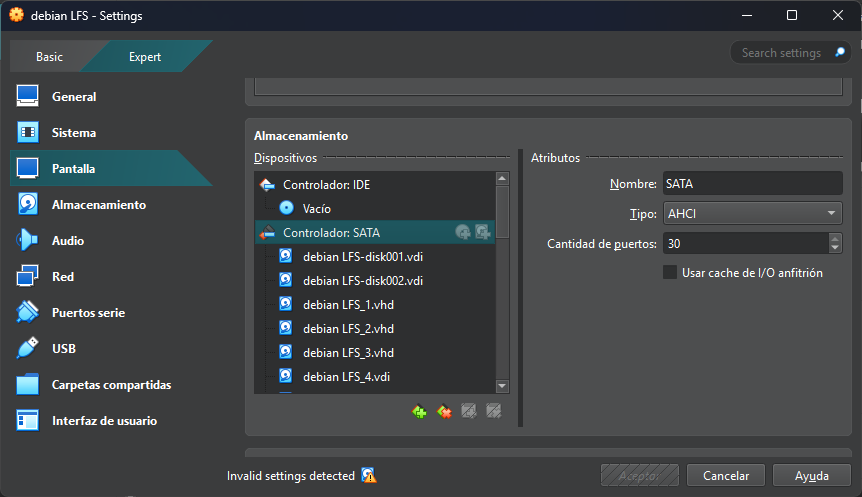 debian LFS - Settings
Basic
Expert
Search settings
General
Sistema
Pantalla
Almacenamiento
Audio
Red
Puertos serie
USB
Carpetas compartidas
Interfaz de usuario
Almacenamiento
Dispositivos
Controlador: IDE
Vacío
Controlador: SATA
debian LFS-disk001.vdi
debian LFS-disk002.vdi
debian LFS_1.vhd
debian LFS_2.vhd
debian LFS_3.vhd
debian LFS_4.vdi
Atributos
Nombre: SATA
Tipo: AHCI
Cantidad de puertos: 30
Usar cache de I/O anfitrión
Invalid settings detected
Aceptar
Cancelar
Ayuda